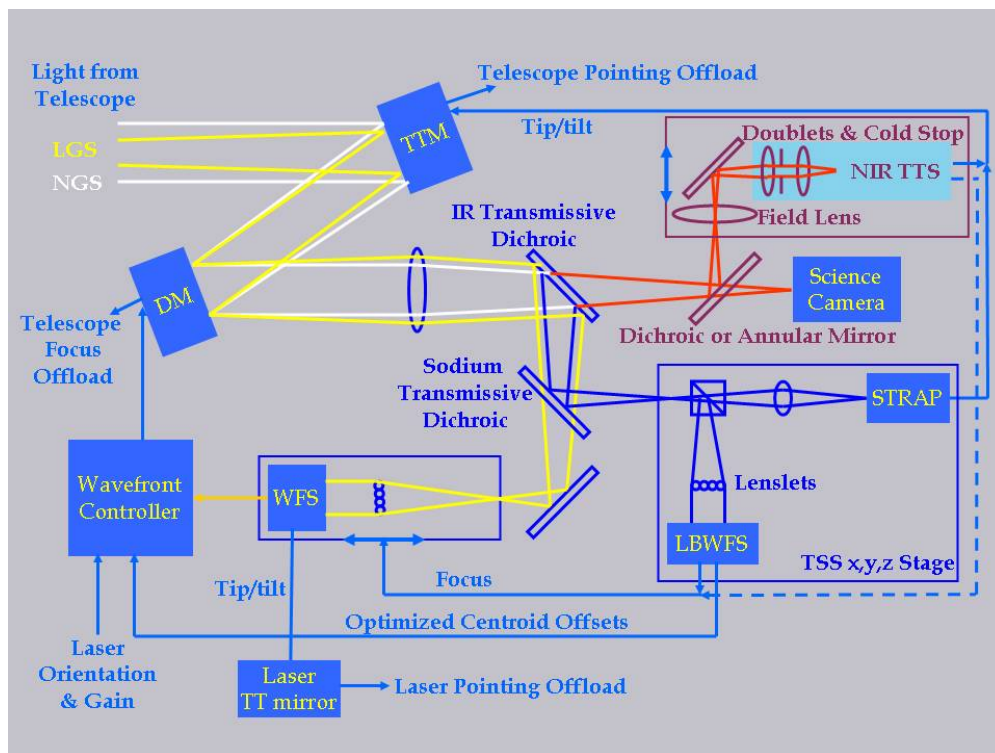 Light from
Telescope
LGS
NGS
TTM
Telescope Pointing Offload
Tip/tilt
Doublets & Cold Stop
NIR TTS
Field Lens
IR Transmissive
Dichroic
DM
Science
Camera
Dichroic or Annular Mirror
Telescope
Focus
Offload
Sodium
Transmissive
Dichroic
STRAP
Wavefront
Controller
WFS
Lenslets
LBWFS
TSS x,y,z Stage
Tip/tilt
Focus
Optimized Centroid Offsets
Laser
Orientation
& Gain
Laser
TT mirror
Laser Pointing Offload